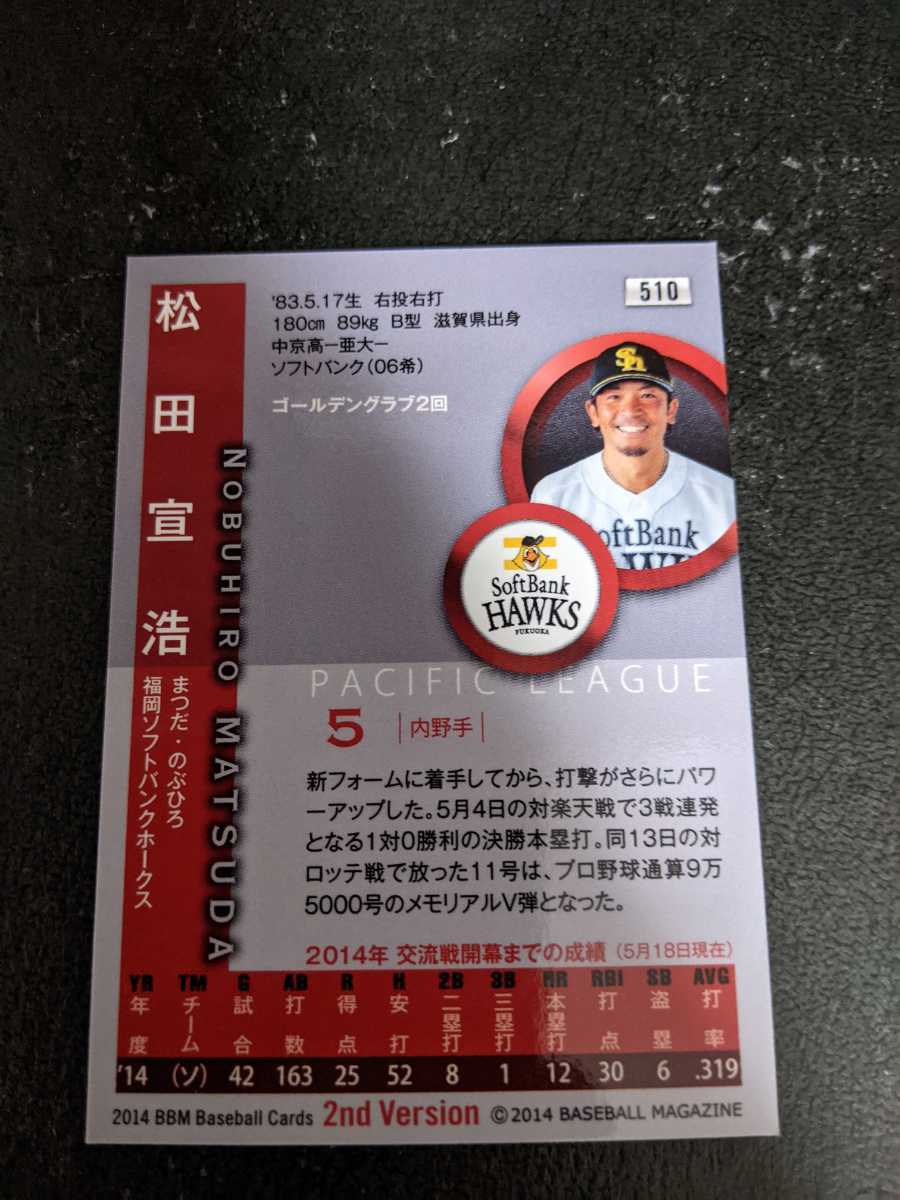 510
'83.5.17生 右投右打
180cm 89kg B型 滋賀県出身
中京高ー亜大ー
ソフトバンク(06希)
ゴールデングラブ2回
松田宣浩
NOBUHIRO MATSUDA
まつだ・のぶひろ
福岡ソフトバンクホークス
SH
SoftBank
HAWKS
FUKUOKA
PACIFIC LEAGUE
5 |内野手|
新フォームに着手してから、打撃がさらにパワ
ーアップした。5月4日の対楽天戦で3戦連発
となる1対0勝利の決勝本塁打。同13日の対
ロッテ戦で放った11号は、プロ野球通算9万
5000号のメモリアルV弾となった。
2014年 交流戦開幕までの成績 (5月18日現在)
YR TM G AB R H 2B 3B HR RBI SB AVG
年度 チーム 試合 打数 得点 安打 二塁打 三塁打 本塁打 打点 盗塁 打率
'14 (ソ) 42 163 25 52 8 1 12 30 6 .319
2014 BBM Baseball Cards 2nd Version ©2014 BASEBALL MAGAZINE